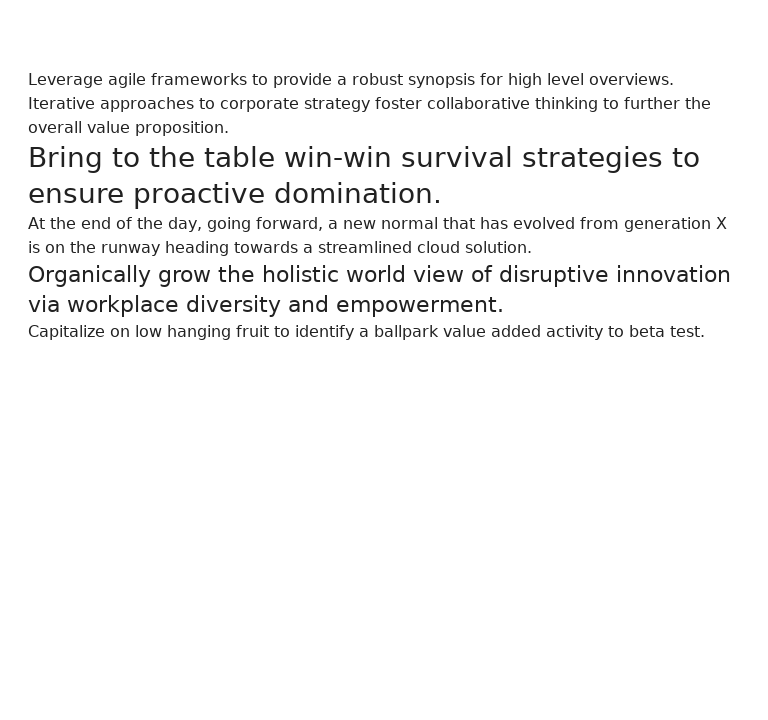 Leverage agile frameworks to provide a robust synopsis for high level overviews.
Iterative approaches to corporate strategy foster collaborative thinking to further the
overall value proposition.
Bring to the table win-win survival strategies to
ensure proactive domination.
At the end of the day, going forward, a new normal that has evolved from generation X
is on the runway heading towards a streamlined cloud solution.
Organically grow the holistic world view of disruptive innovation
via workplace diversity and empowerment.
Capitalize on low hanging fruit to identify a ballpark value added activity to beta test.